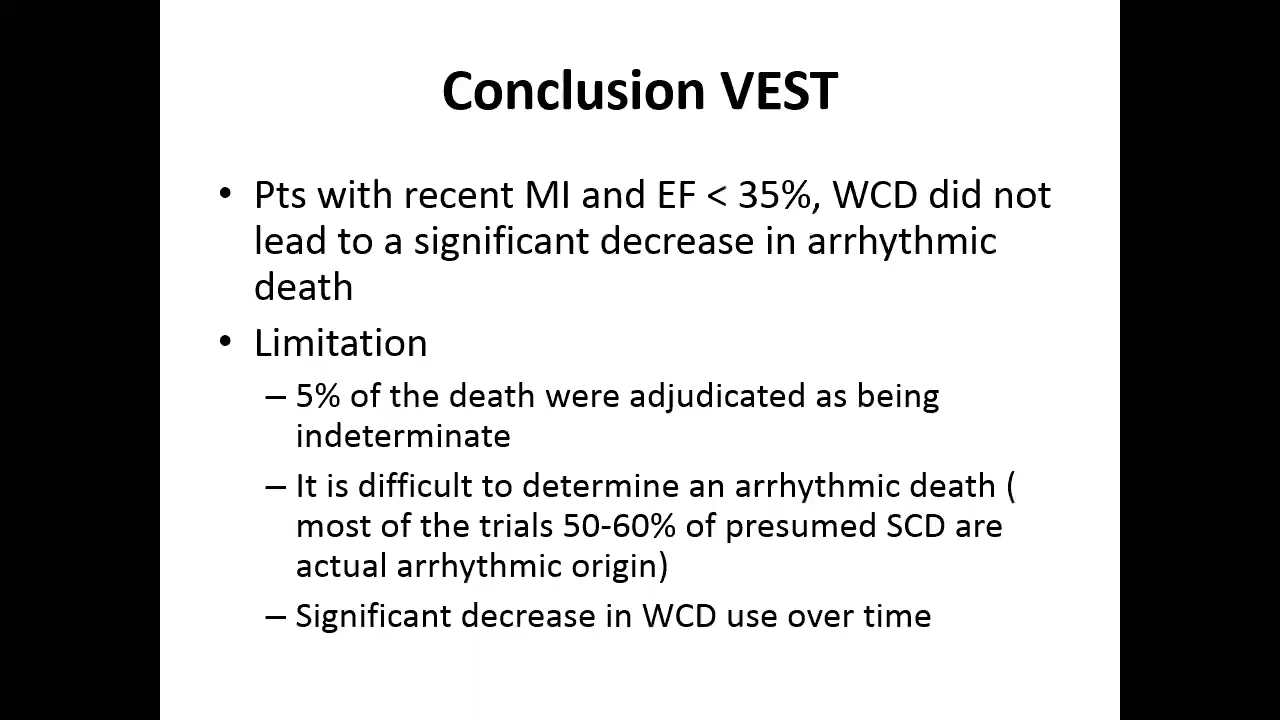 Conclusion VEST
• Pts with recent MI and EF < 35%, WCD did not
lead to a significant decrease in arrhythmic
death
• Limitation
– 5% of the death were adjudicated as being
indeterminate
– It is difficult to determine an arrhythmic death (
most of the trials 50-60% of presumed SCD are
actual arrhythmic origin)
– Significant decrease in WCD use over time